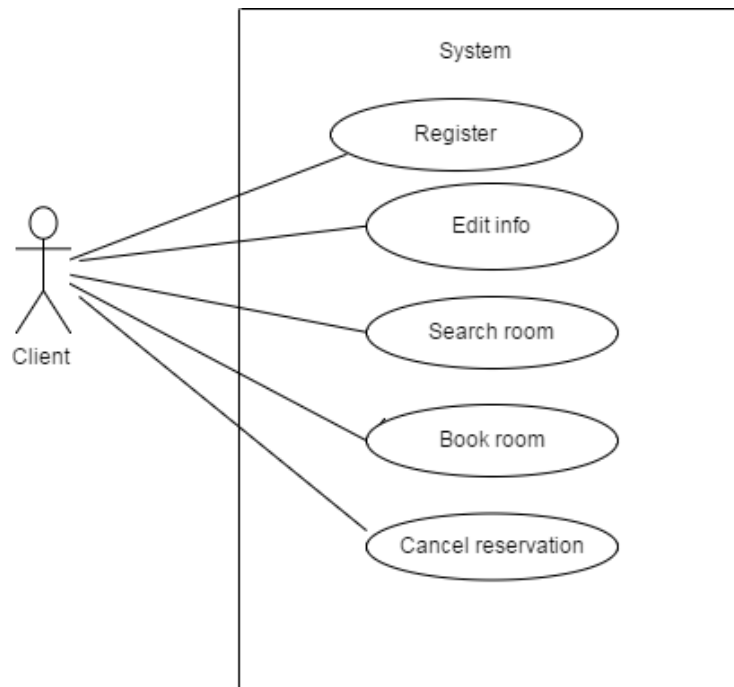 System
Register
Edit info
Search room
Client
Book room
Cancel reservation